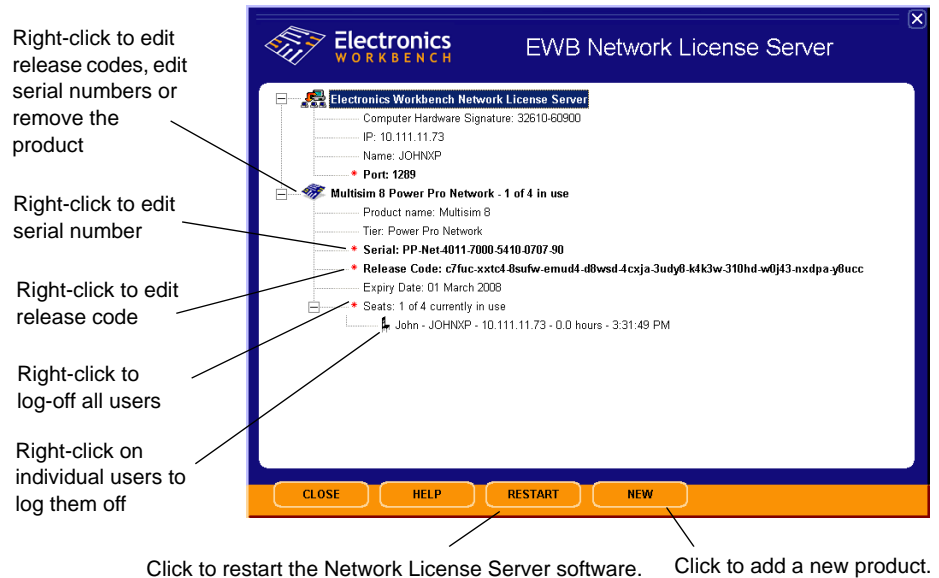 Right-click to edit
release codes, edit
serial numbers or
remove the
product
Right-click to edit
serial number
Right-click to edit
release code
Right-click to
log-off all users
Right-click on
individual users to
log them off
Electronics
WORKBENCH
EWB Network License Server
Electronics Workbench Network License Server
Computer Hardware Signature: 32610-60900
IP: 10.111.11.73
Name: JOHNXP
* Port: 1289
Multisim 8 Power Pro Network - 1 of 4 in use
Product name: Multisim 8
Tier: Power Pro Network
* Serial: PP-Net-4011-7000-5410-0707-90
* Release Code: c7fuc-xxtc4-8sufw-emud4-d8wsd-4cxja-3udy8-k4k3w-310hd-w0j43-nxdpa-y8ucc
Expiry Date: 01 March 2008
* Seats: 1 of 4 currently in use
John - JOHNXP - 10.111.11.73 - 0.0 hours - 3:31:49 PM
CLOSE
HELP
RESTART
NEW
Click to restart the Network License Server software.
Click to add a new product.